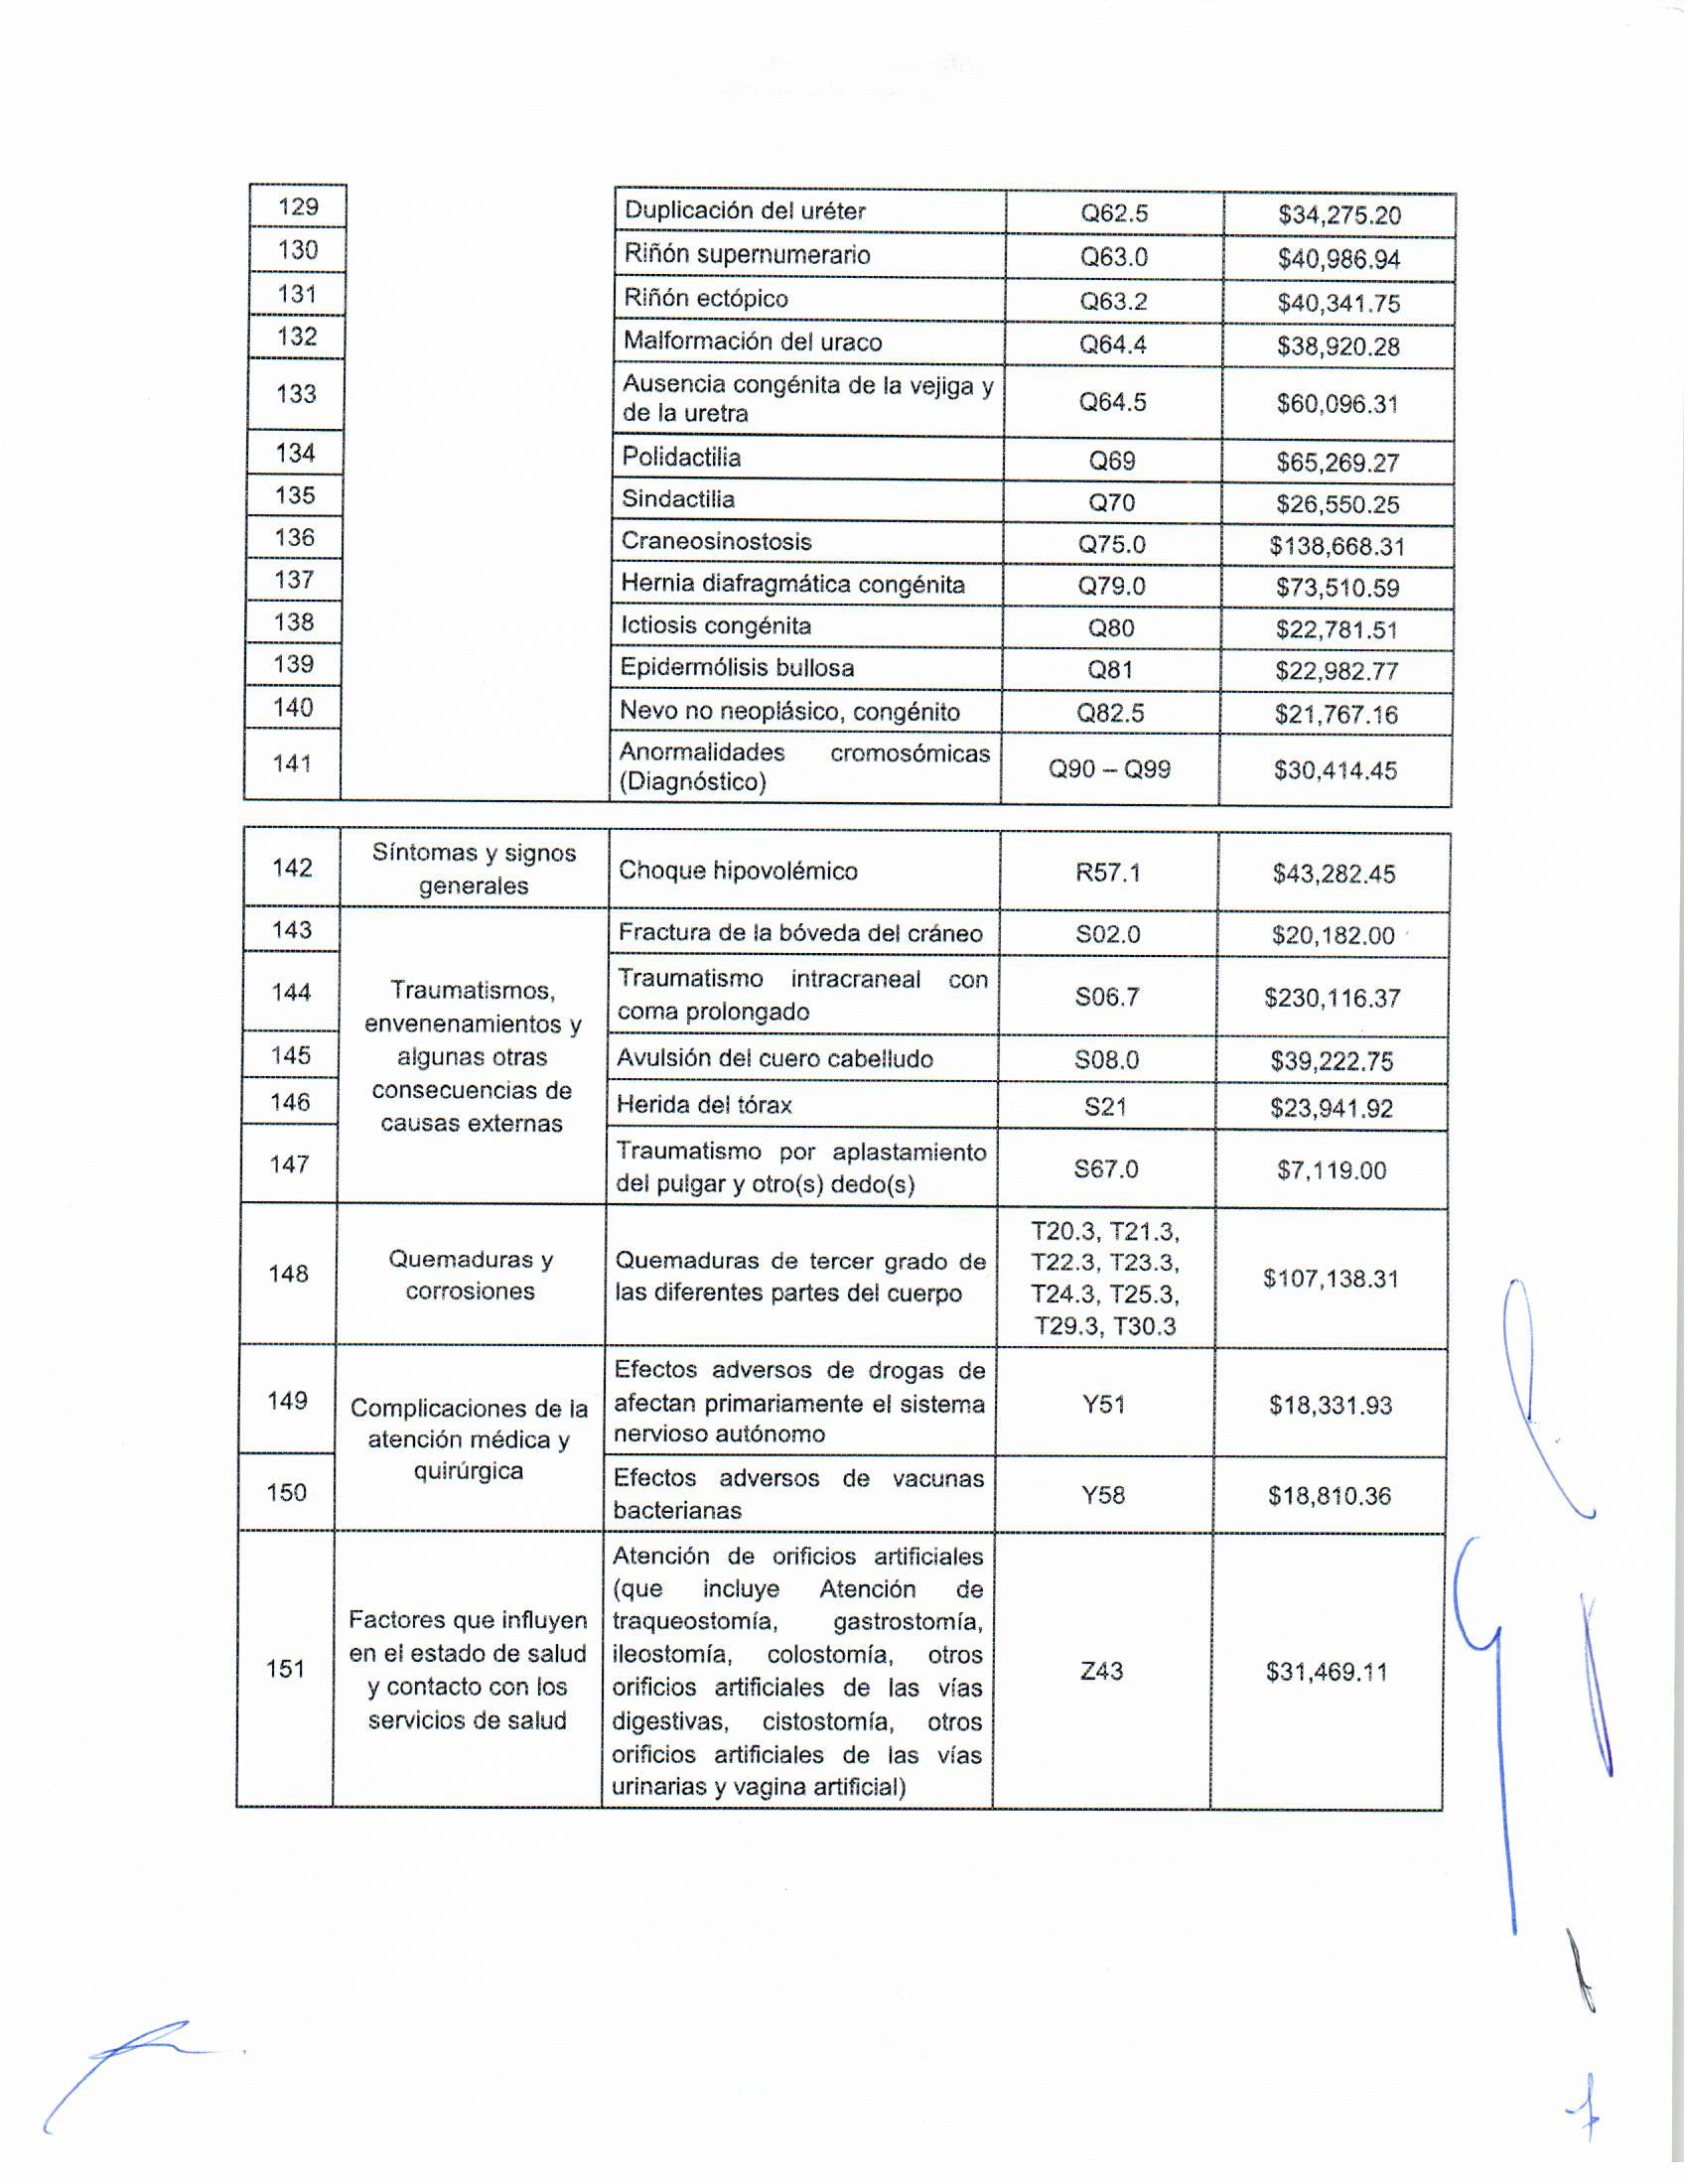 129 Duplicación del uréter Q62.5 $34,275.20
130 Riñón supernumerario Q63.0 $40,986.94
131 Riñón ectópico Q63.2 $40,341.75
132 Malformación del uraco Q64.4 $38,920.28
133 Ausencia congénita de la vejiga y
de la uretra Q64.5 $60,096.31
134 Polidactilia Q69 $65,269.27
135 Sindactilia Q70 $26,550.25
136 Craneosinostosis Q75.0 $138,668.31
137 Hernia diafragmática congénita Q79.0 $73,510.59
138 Ictiosis congénita Q80 $22,781.51
139 Epidermólisis bullosa Q81 $22,982.77
140 Nevo no neoplásico, congénito Q82.5 $21,767.16
141 Anormalidades cromosómicas
(Diagnóstico) Q90 – Q99 $30,414.45
142 Síntomas y signos
generales Choque hipovolémico R57.1 $43,282.45
Traumatismos,
envenenamientos y
algunas otras
consecuencias de
causas externas
143 Fractura de la bóveda del cráneo S02.0 $20,182.00
144 Traumatismo intracraneal con
coma prolongado S06.7 $230,116.37
145 Avulsión del cuero cabelludo S08.0 $39,222.75
146 Herida del tórax S21 $23,941.92
147 Traumatismo por aplastamiento
del pulgar y otro(s) dedo(s) S67.0 $7,119.00
148 Quemaduras y
corrosiones
Quemaduras de tercer grado de
las diferentes partes del cuerpo
T20.3, T21.3,
T22.3, T23.3,
T24.3, T25.3,
T29.3, T30.3
$107,138.31
Complicaciones de la
atención médica y
quirúrgica
149 Efectos adversos de drogas de
afectan primariamente el sistema
nervioso autónomo Y51 $18,331.93
150 Efectos adversos de vacunas
bacterianas Y58 $18,810.36
151 Factores que influyen
en el estado de salud
y contacto con los
servicios de salud
Atención de orificios artificiales
(que incluye Atención de
traqueostomía, gastrostomía,
ileostomía, colostomía, otros
orificios artificiales de las vías
digestivas, cistostomía, otros
orificios artificiales de las vías
urinarias y vagina artificial)
Z43 $31,469.11